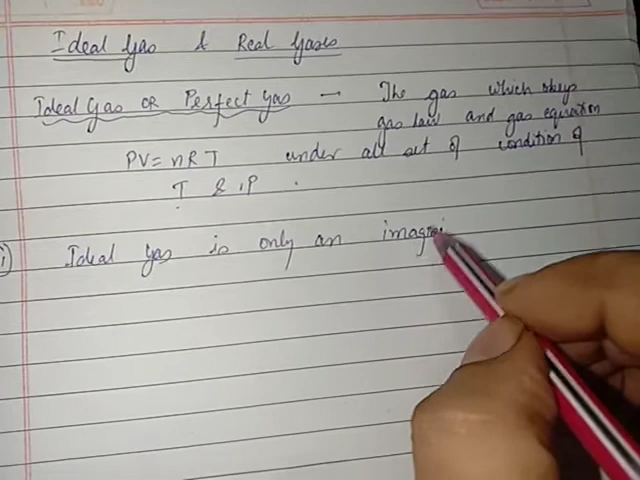 Ideal Gas & Real Gases
Ideal Gas OR Perfect gas — The gas which obeys
gas law and gas equation
PV = nRT under all set of condition of
T & P.
i) Ideal gas is only an imagi